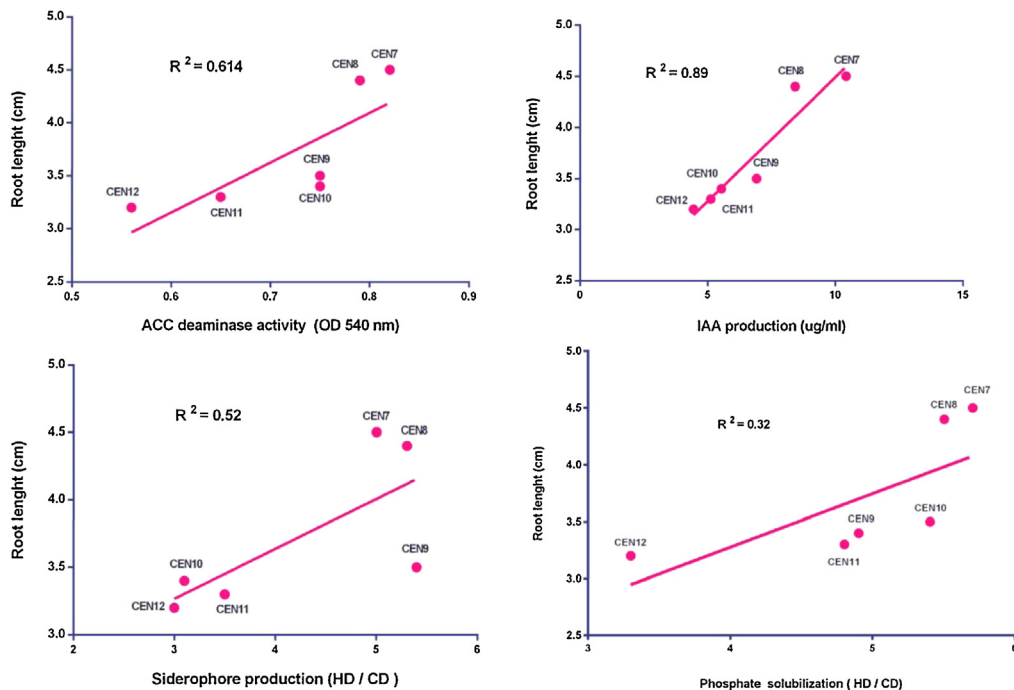 5.0
4.5
4.0
3.5
3.0
2.5
Root lenght (cm)
R 2 = 0.614
CEN8
CEN7
CEN9
CEN10
CEN12
CEN11
0.5
0.6
0.7
0.8
0.9
ACC deaminase activity (OD 540 nm)
5.0
4.5
4.0
3.5
3.0
2.5
Root lenght (cm)
R 2 = 0.89
CEN8
CEN7
CEN10
CEN9
CEN12
CEN11
0
5
10
15
IAA production (ug/ml)
5.0
4.5
4.0
3.5
3.0
Root lenght (cm)
R 2 = 0.52
CEN7
CEN8
CEN9
CEN10
CEN12
CEN11
2
3
4
5
6
Siderophore production (HD / CD )
5.0
4.5
4.0
3.5
3.0
2.5
Root lenght (cm)
R 2 = 0.32
CEN8
CEN7
CEN10
CEN9
CEN12
CEN11
3
4
5
6
Phosphate solubilization ( HD / CD)